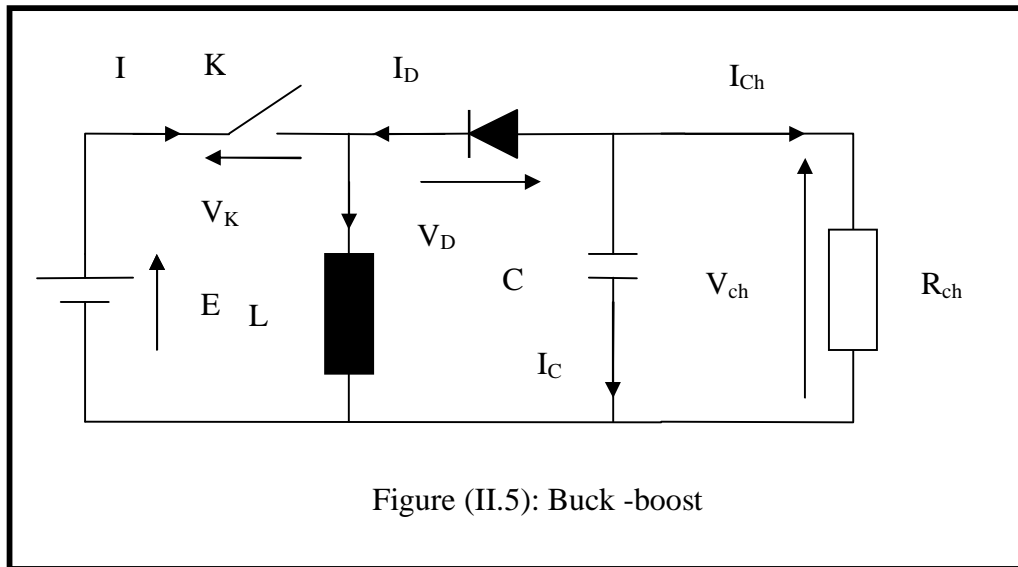 I K I_D I_Ch
V_K V_D
E L C V_ch R_ch
I_C
Figure (II.5): Buck -boost